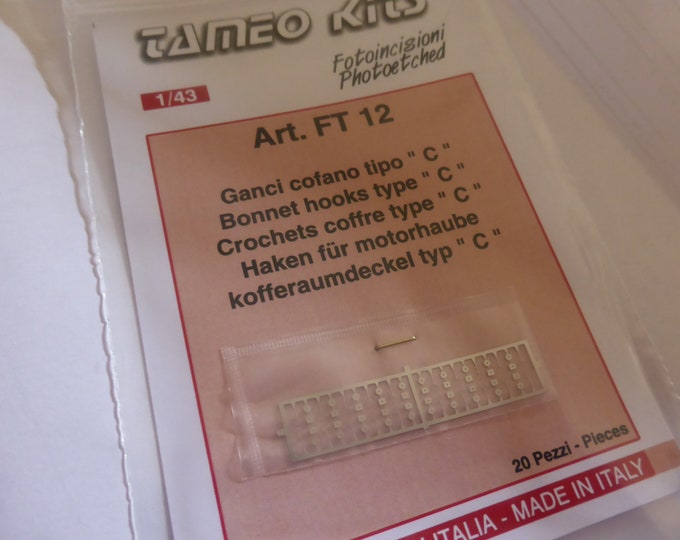 TAMEO KITS
Fotoincisioni
Photoetched
1/43
Art. FT 12
Ganci cofano tipo " C "
Bonnet hooks type " C "
Crochets coffre type " C "
Haken für motorhaube
kofferaumdeckel typ " C "
20 Pezzi - Pieces
ITALIA - MADE IN ITALY